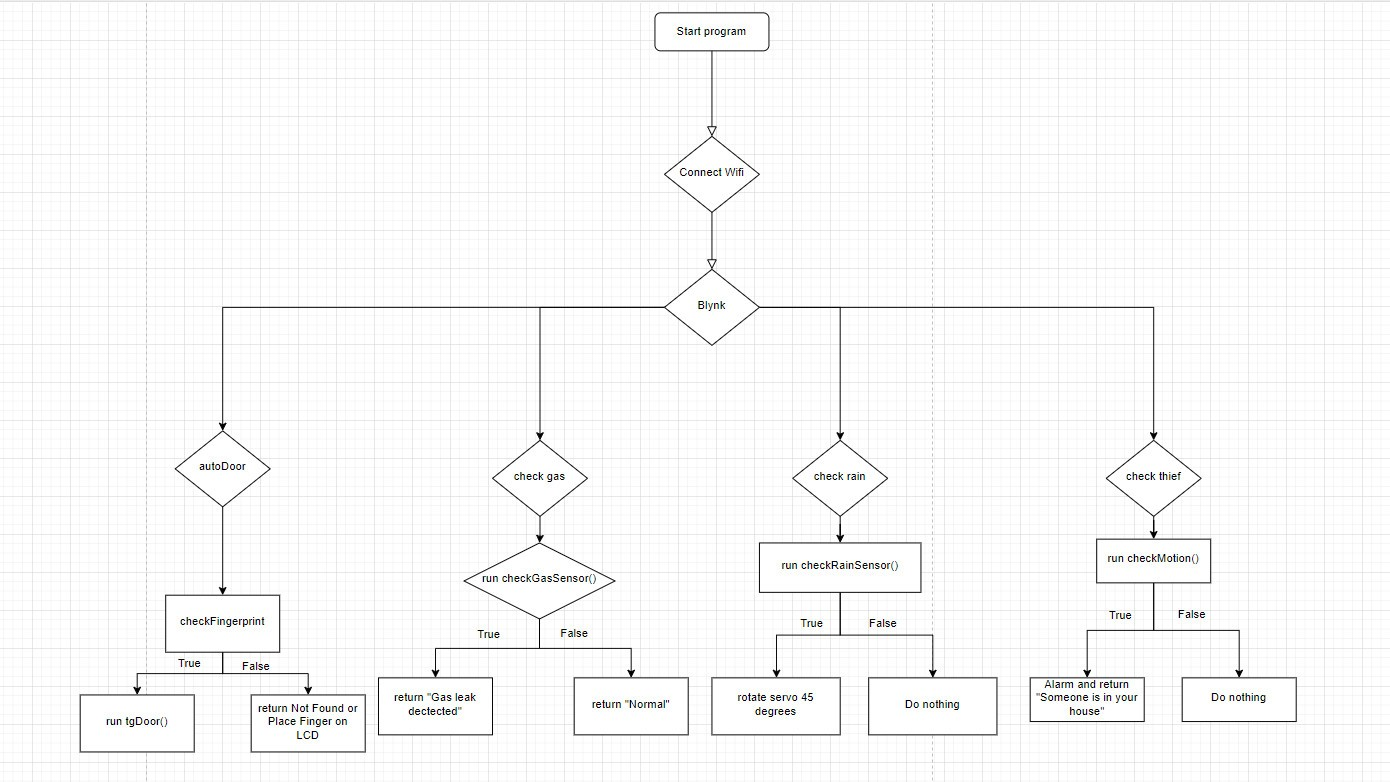 Start program
Connect Wifi
Blynk
autoDoor
check gas
check rain
check thief
run checkGasSensor()
run checkRainSensor()
run checkMotion()
checkFingerprint
True
False
True
False
True
False
True
False
run tgDoor()
return Not Found or
Place Finger on
LCD
return "Gas leak
dectected"
return "Normal"
rotate servo 45
degrees
Do nothing
Alarm and return
"Someone is in your
house"
Do nothing